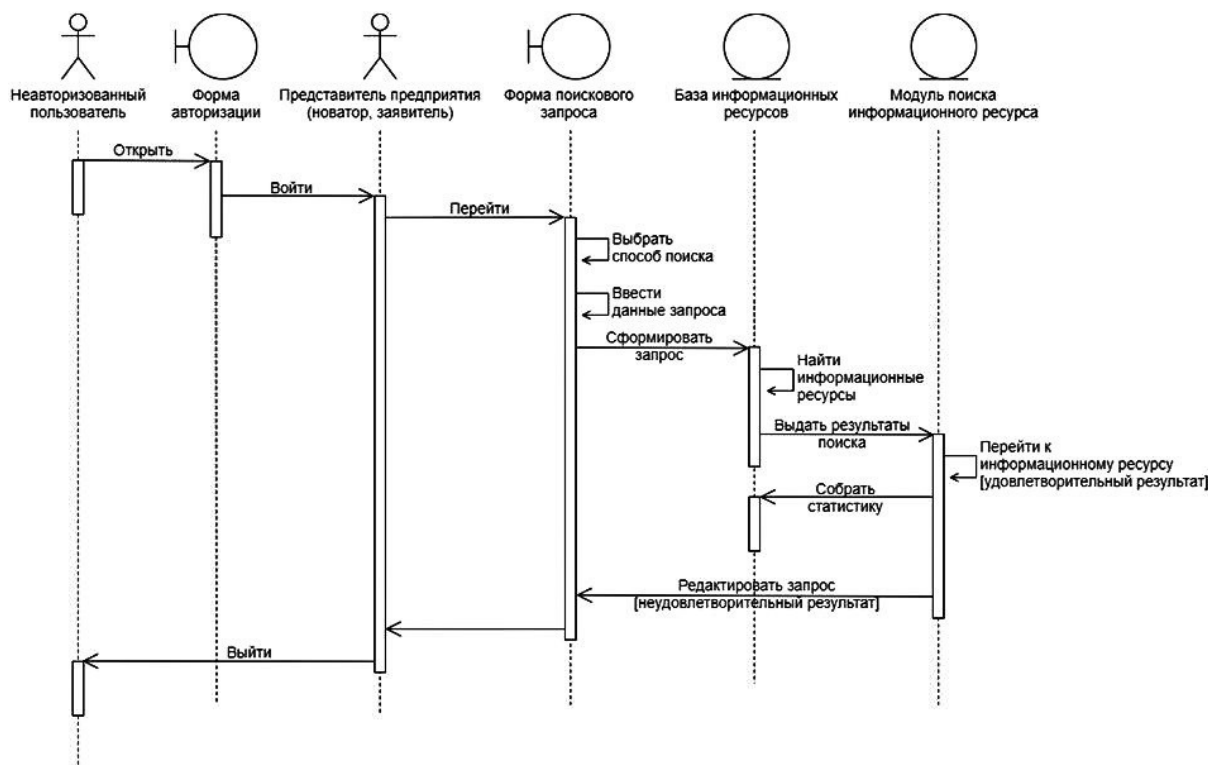 Неавторизованный
пользователь
Форма
авторизации
Представитель предприятия
(новатор, заявитель)
Форма поискового
запроса
База информационных
ресурсов
Модуль поиска
информационного ресурса
Открыть
Войти
Перейти
Выбрать
способ поиска
Ввести
данные запроса
Сформировать
запрос
Найти
информационные
ресурсы
Выдать результаты
поиска
Перейти к
информационному ресурсу
[удовлетворительный результат]
Собрать
статистику
Редактировать запрос
[неудовлетворительный результат]
Выйти